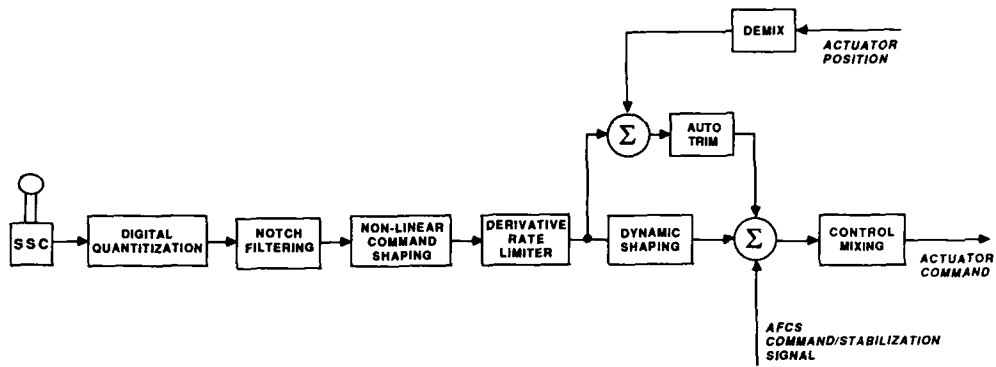 DEMIX
ACTUATOR
POSITION
Σ
AUTO
TRIM
SSC
DIGITAL
QUANTITIZATION
NOTCH
FILTERING
NON-LINEAR
COMMAND
SHAPING
DERIVATIVE
RATE
LIMITER
DYNAMIC
SHAPING
Σ
CONTROL
MIXING
ACTUATOR
COMMAND
AFCS
COMMAND/STABILIZATION
SIGNAL